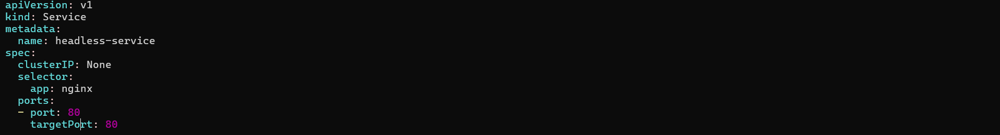 apiVersion: v1
kind: Service
metadata:
  name: headless-service
spec:
  clusterIP: None
  selector:
    app: nginx
  ports:
  - port: 80
    targetPort: 80